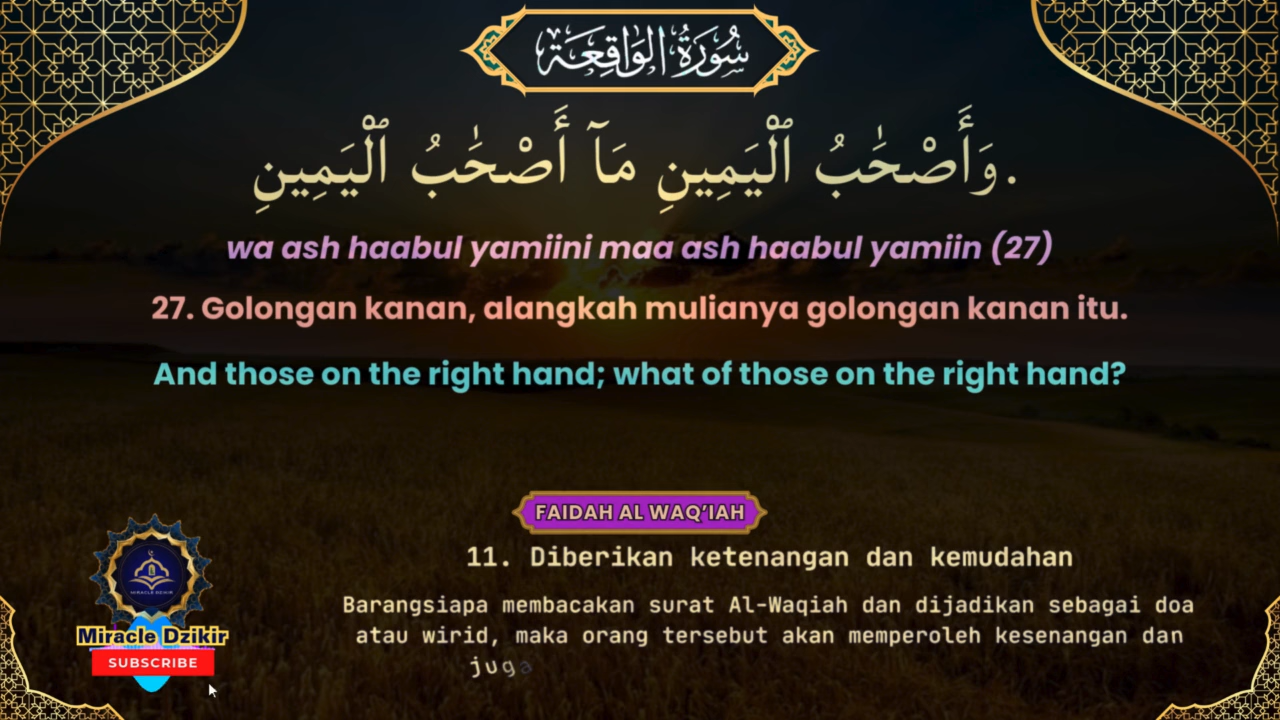 سُورَةُ الْوَاقِعَة
وَأَصْحَٰبُ ٱلْيَمِينِ مَآ أَصْحَٰبُ ٱلْيَمِينِ.
wa ash haabul yamiini maa ash haabul yamiin (27)
27. Golongan kanan, alangkah mulianya golongan kanan itu.
And those on the right hand; what of those on the right hand?
FAIDAH AL WAQ’IAH
11. Diberikan ketenangan dan kemudahan
Barangsiapa membacakan surat Al-Waqiah dan dijadikan sebagai doa
atau wirid, maka orang tersebut akan memperoleh kesenangan dan
juga
MIRACLE DZIKIR
Miracle Dzikir
SUBSCRIBE